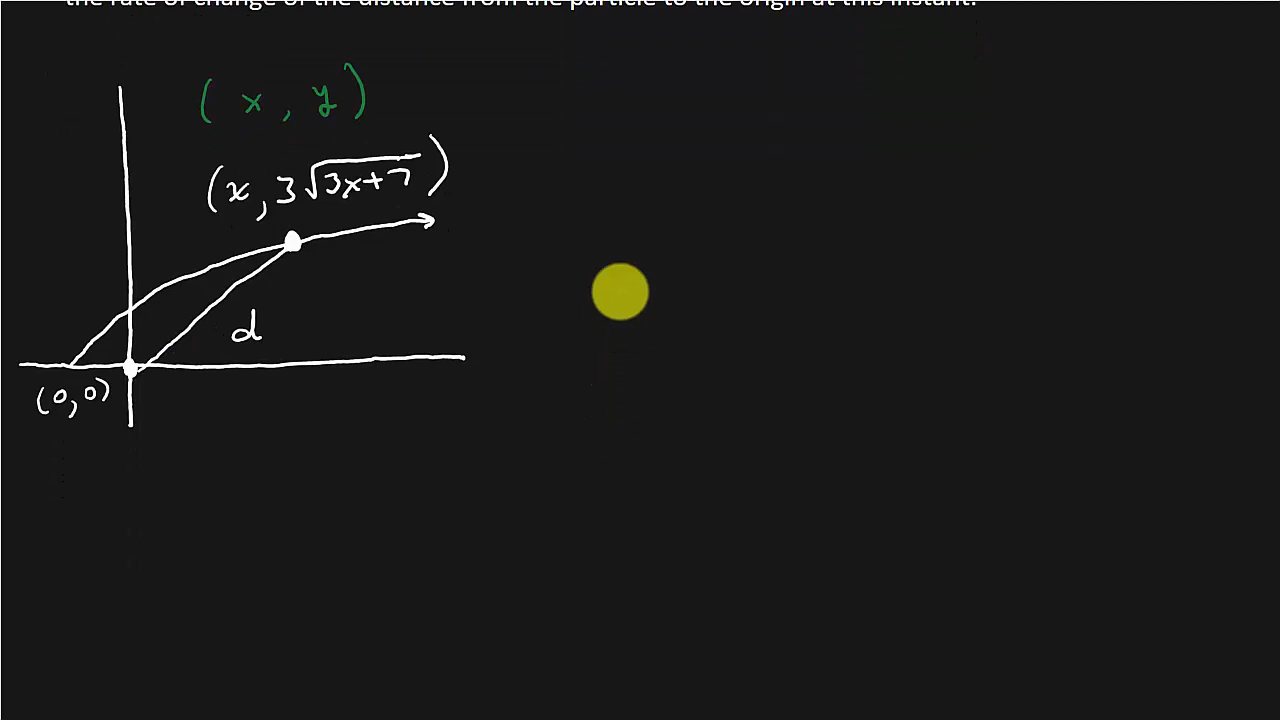 the rate of change of the distance from the particle to the origin at this instant.
( x , y )
(x, 3√3x+7 )
d
(0,0)